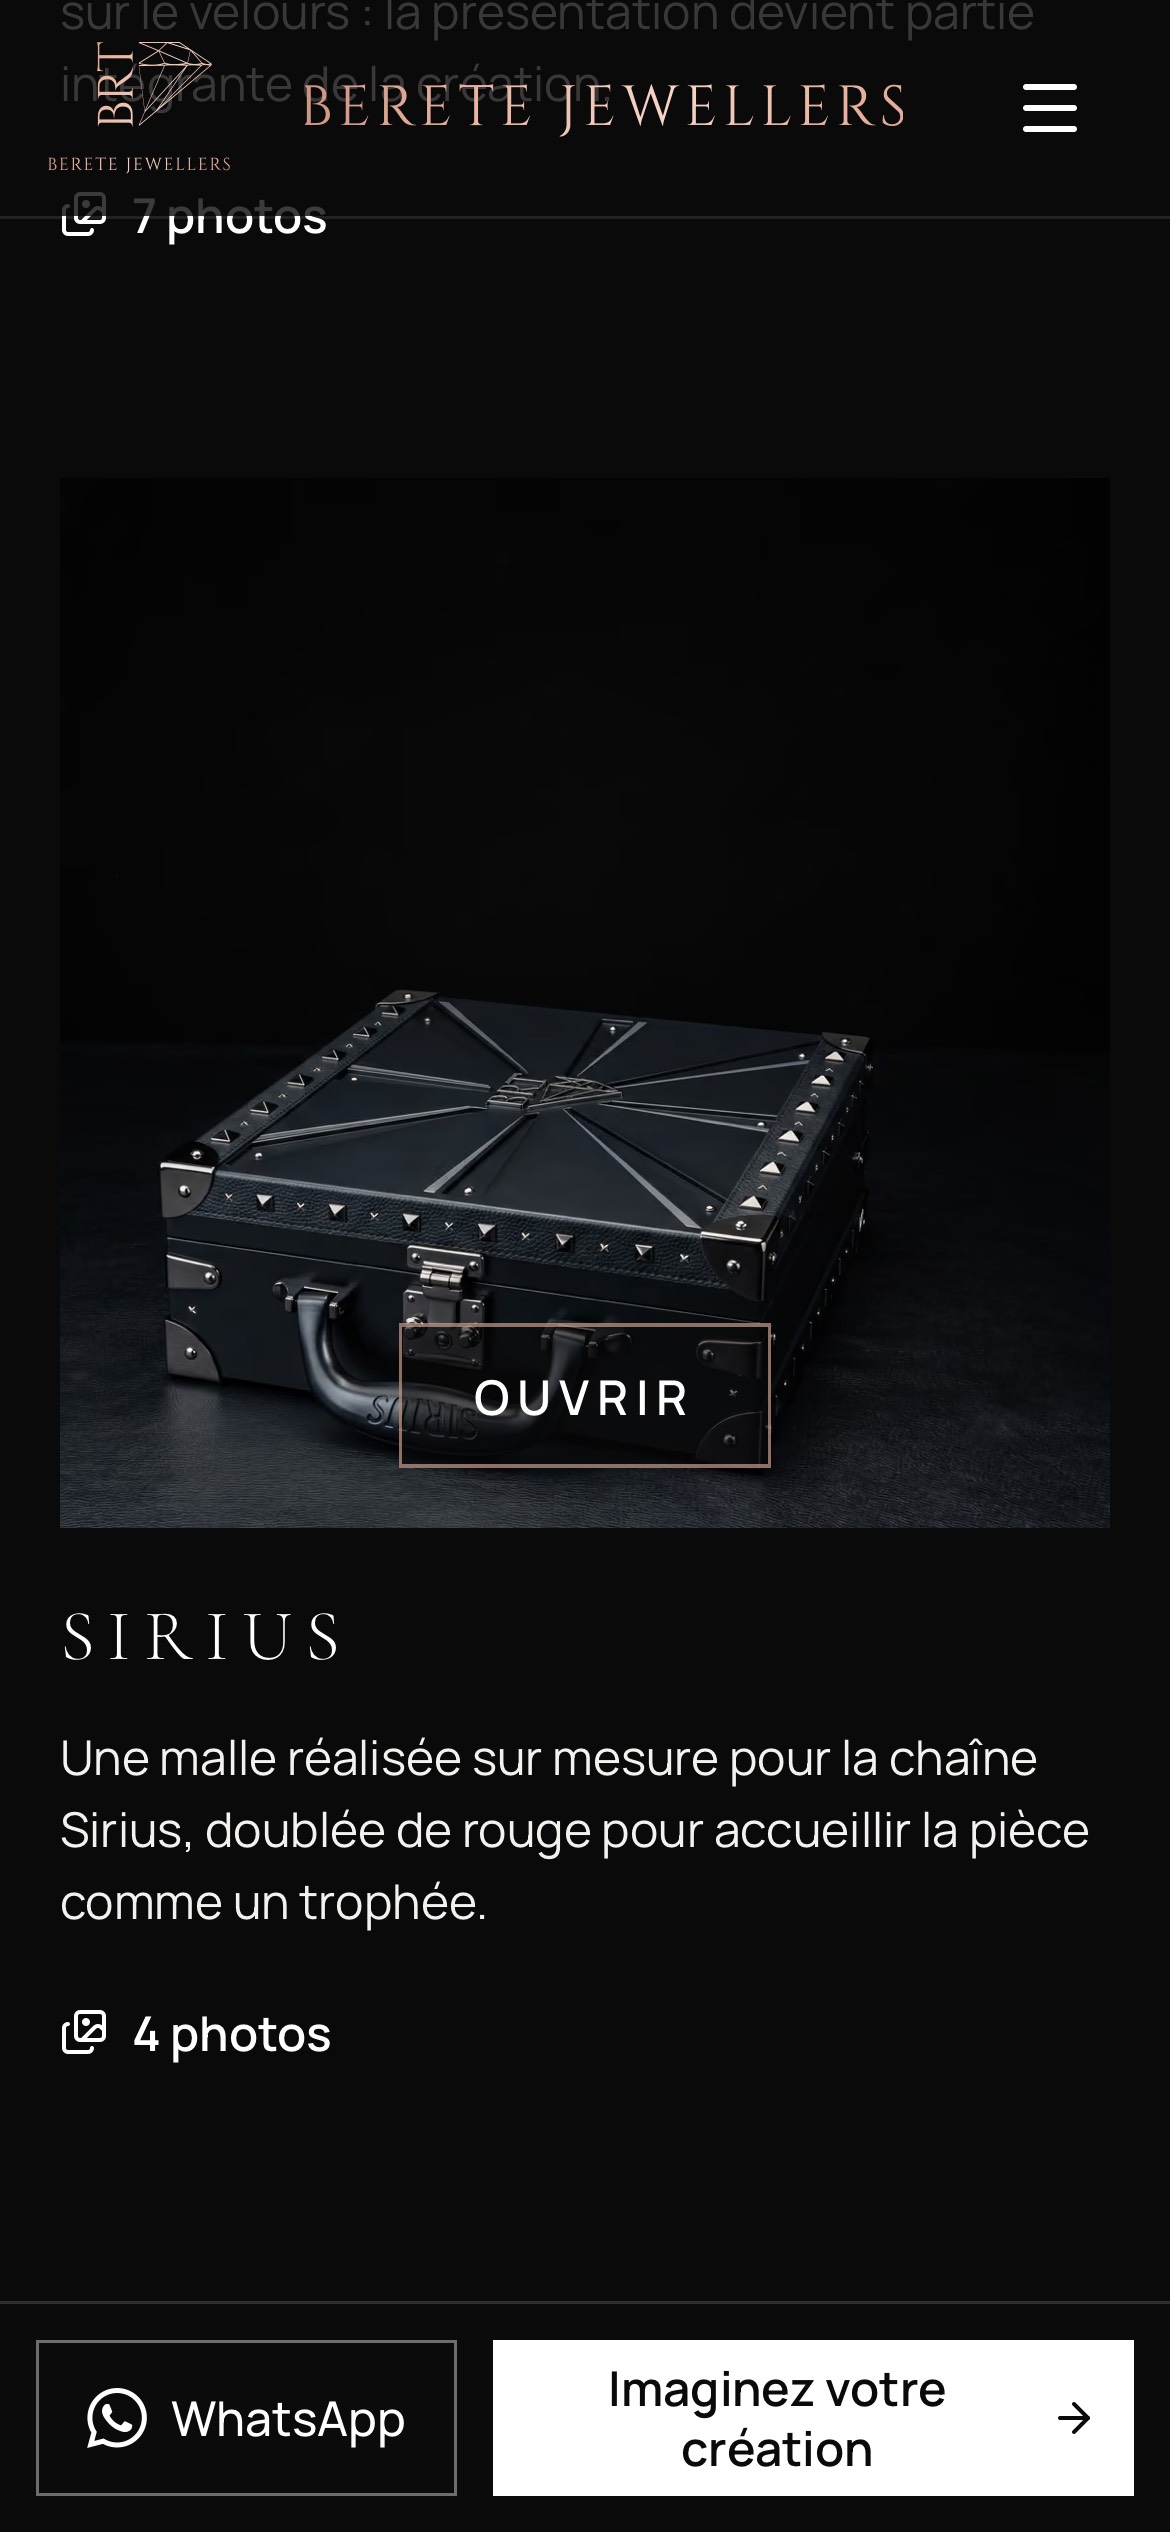 sur le velours : la présentation devient partie
intégrante de la création.
BRT
BERETE JEWELLERS
BERETE JEWELLERS
7 photos
BRT
SIRIUS
OUVRIR
SIRIUS
Une malle réalisée sur mesure pour la chaîne
Sirius, doublée de rouge pour accueillir la pièce
comme un trophée.
4 photos
WhatsApp
Imaginez votre
création